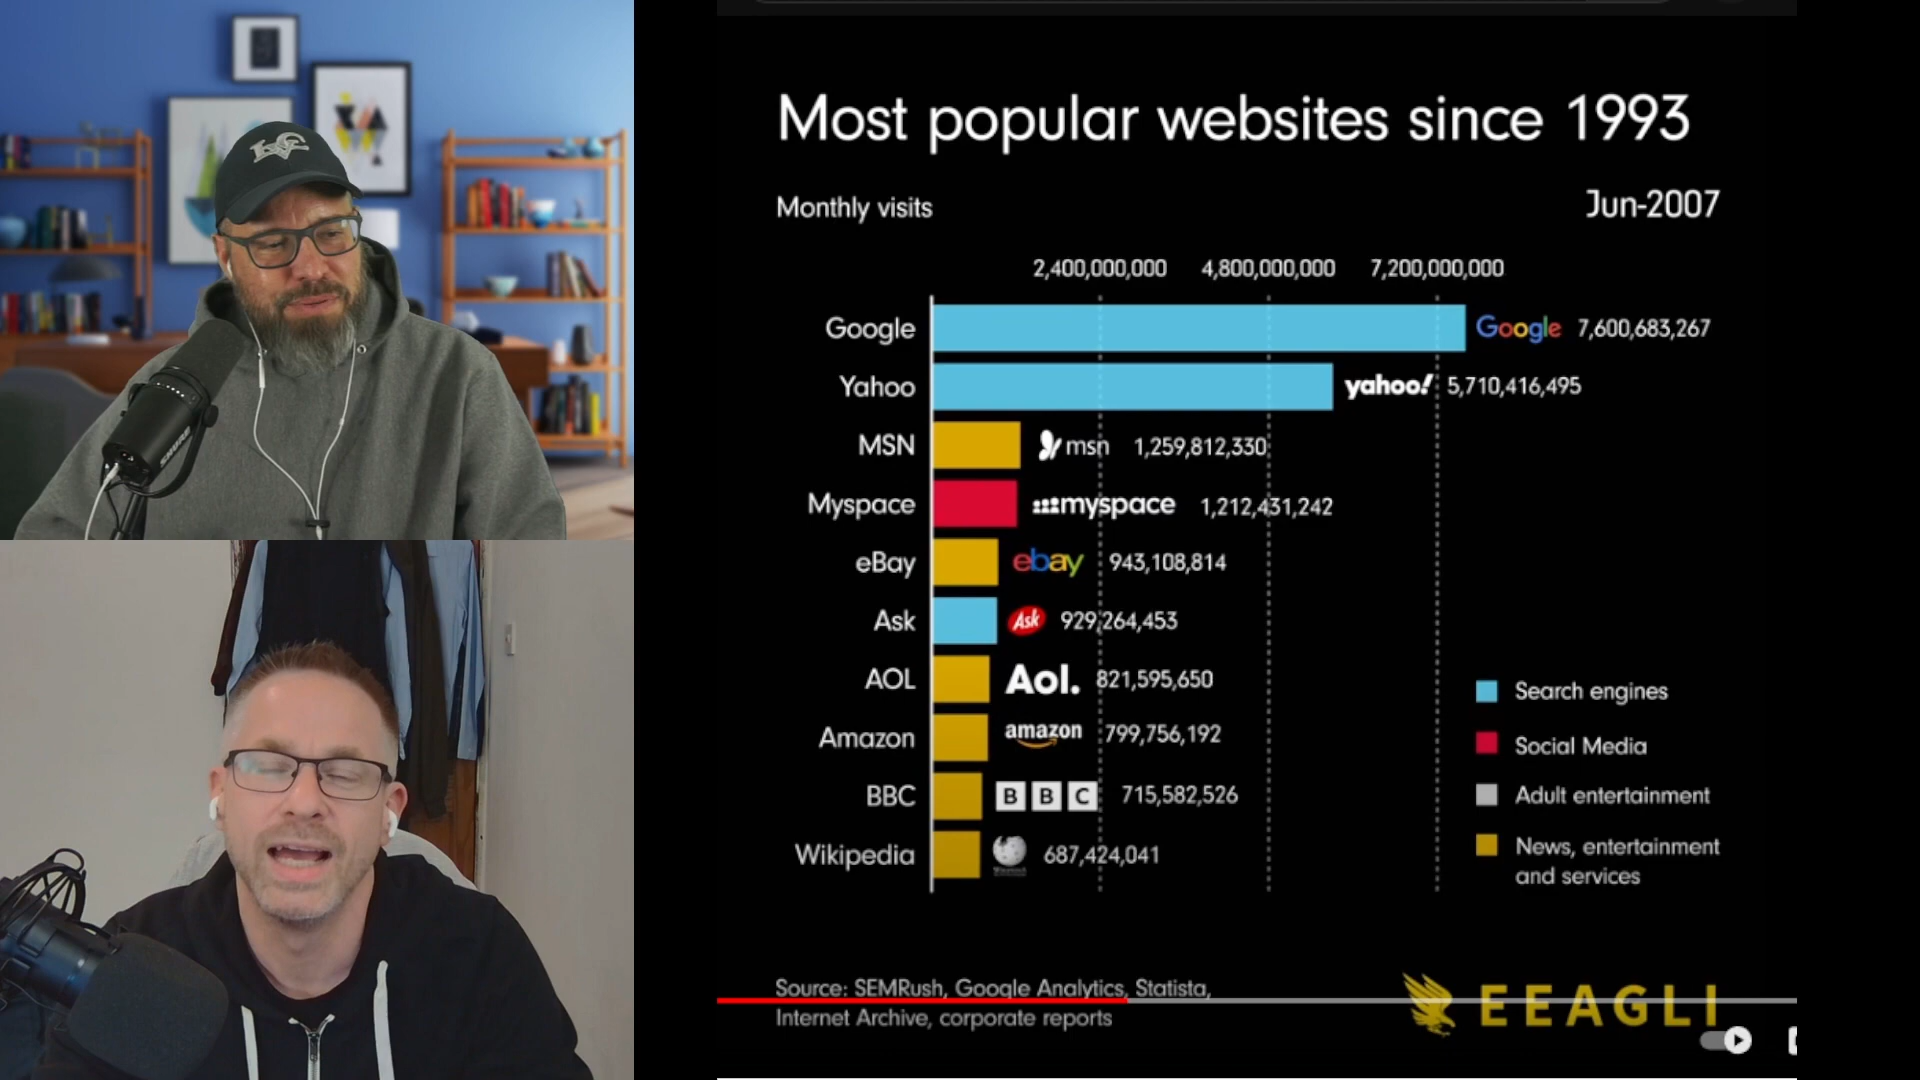 Most popular websites since 1993
Monthly visits
Jun-2007
2,400,000,000 4,800,000,000 7,200,000,000
Google Google 7,600,683,267
Yahoo yahoo! 5,710,416,495
MSN msn 1,259,812,330
Myspace myspace 1,212,431,242
eBay ebay 943,108,814
Ask Ask 929,264,453
AOL Aol. 821,595,650
Amazon amazon 799,756,192
BBC BBC 715,582,526
Wikipedia 687,424,041
Search engines
Social Media
Adult entertainment
News, entertainment
and services
Source: SEMRush, Google Analytics, Statista,
Internet Archive, corporate reports
EEAGLI